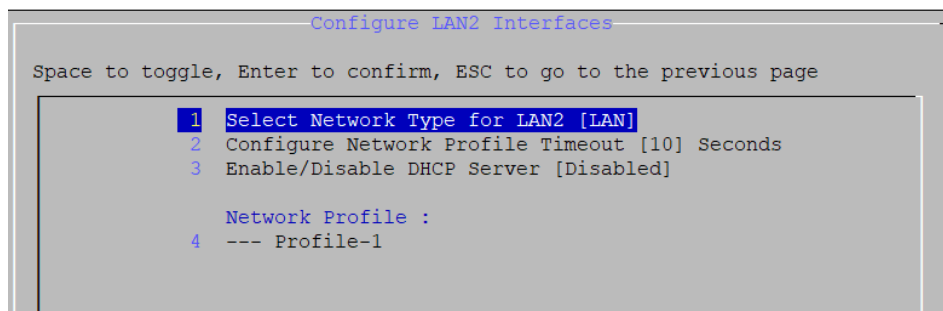 Configure LAN2 Interfaces
Space to toggle, Enter to confirm, ESC to go to the previous page
1 Select Network Type for LAN2 [LAN]
2 Configure Network Profile Timeout [10] Seconds
3 Enable/Disable DHCP Server [Disabled]
Network Profile :
4 --- Profile-1